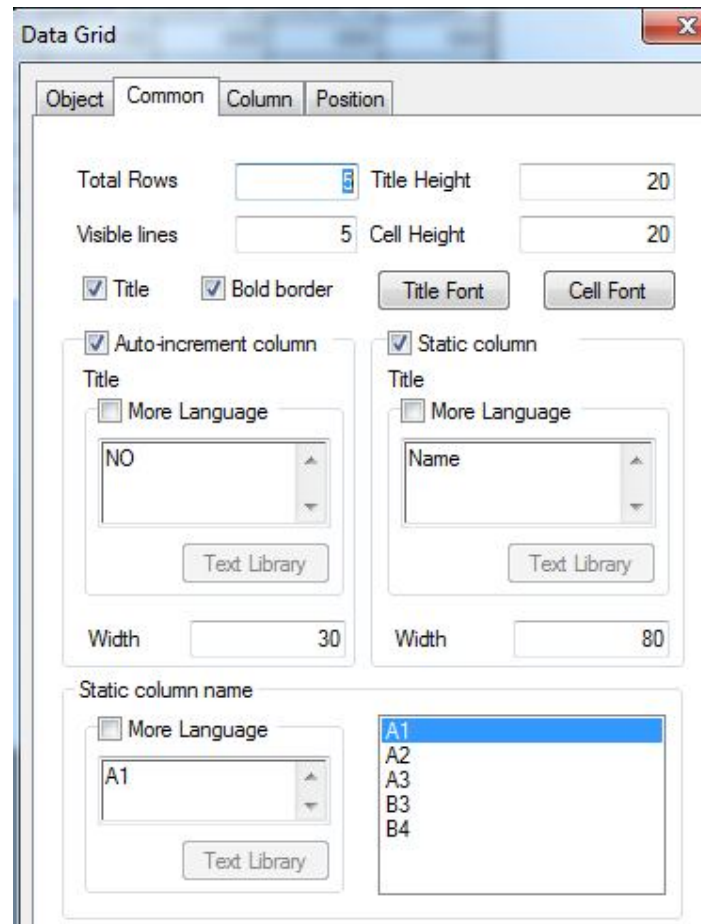 Data Grid
Object Common Column Position
Total Rows 5 Title Height 20
Visible lines 5 Cell Height 20
Title Bold border Title Font Cell Font
Auto-increment column
Title
More Language
NO
Text Library
Width 30
Static column
Title
More Language
Name
Text Library
Width 80
Static column name
More Language
A1
Text Library
A1
A2
A3
B3
B4